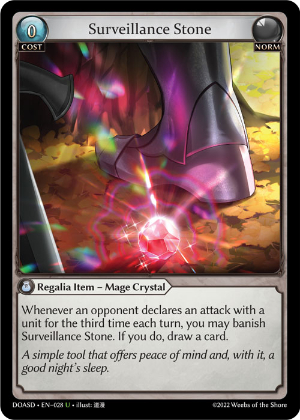 0
Surveillance Stone
COST
NORM
Regalia Item – Mage Crystal
Whenever an opponent declares an attack with a
unit for the third time each turn, you may banish
Surveillance Stone. If you do, draw a card.
A simple tool that offers peace of mind and, with it, a
good night's sleep.
DOASD • EN-028 U • illust: 
©2022 Weebs of the Shore